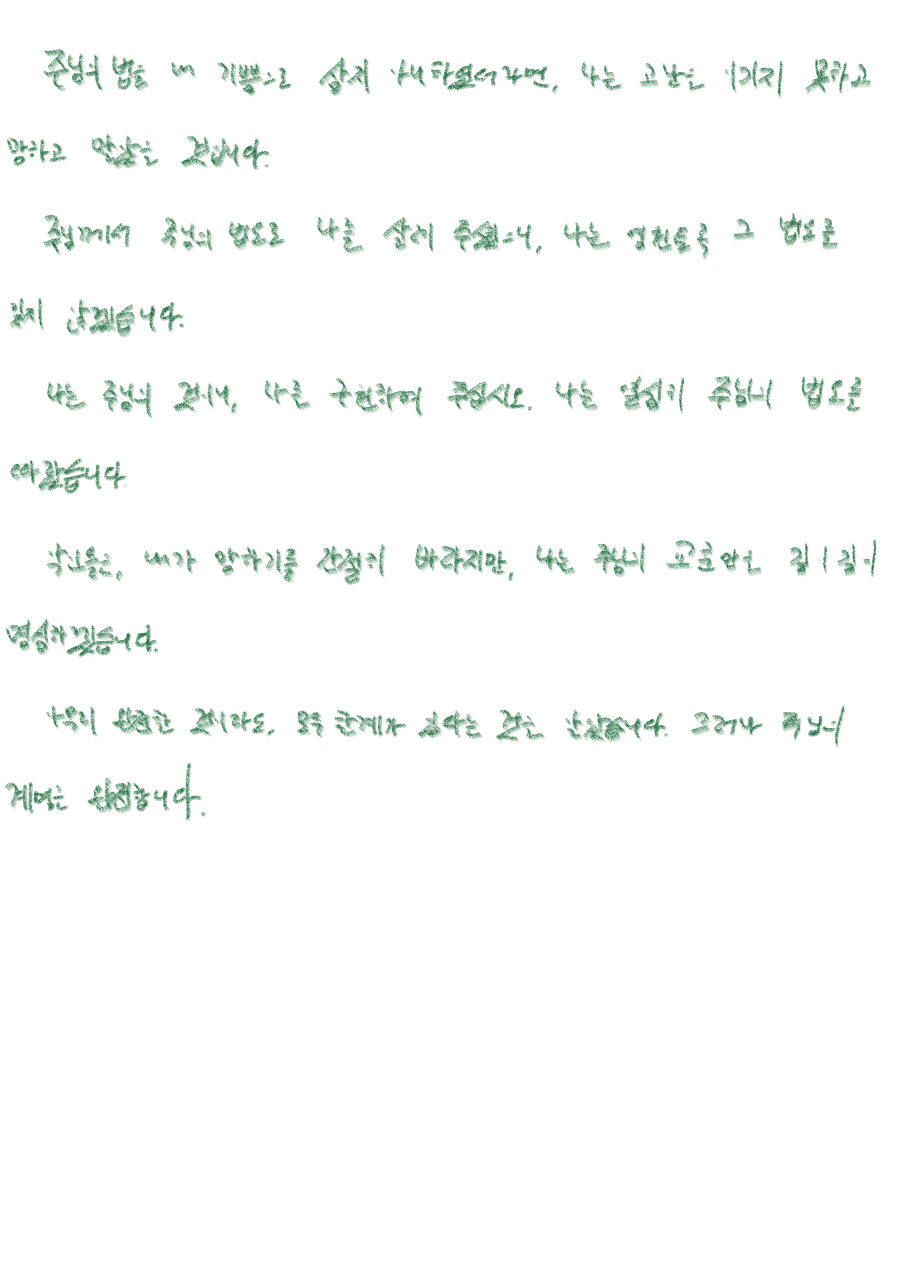 주님의 법을 내 기쁨으로 삼지 아니하였더라면, 나는 고난을 이기지 못하고
망하고 말았을 것입니다.
주님께서 주님의 법도로 나를 살려 주셨으니, 나는 영원토록 그 법도를
잊지 않겠습니다.
나는 주님의 것이니, 나를 구원하여 주십시오. 나는 열심히 주님의 법도를
따랐습니다.
악인들은, 내가 망하기를 간절히 바라지만, 나는 주님의 교훈만은 깊이 깊이
명심하겠습니다.
아무리 완전한 것이라도, 모두 한계가 있다는 것을 알았습니다. 그러나 주님의
계명은 완전합니다.